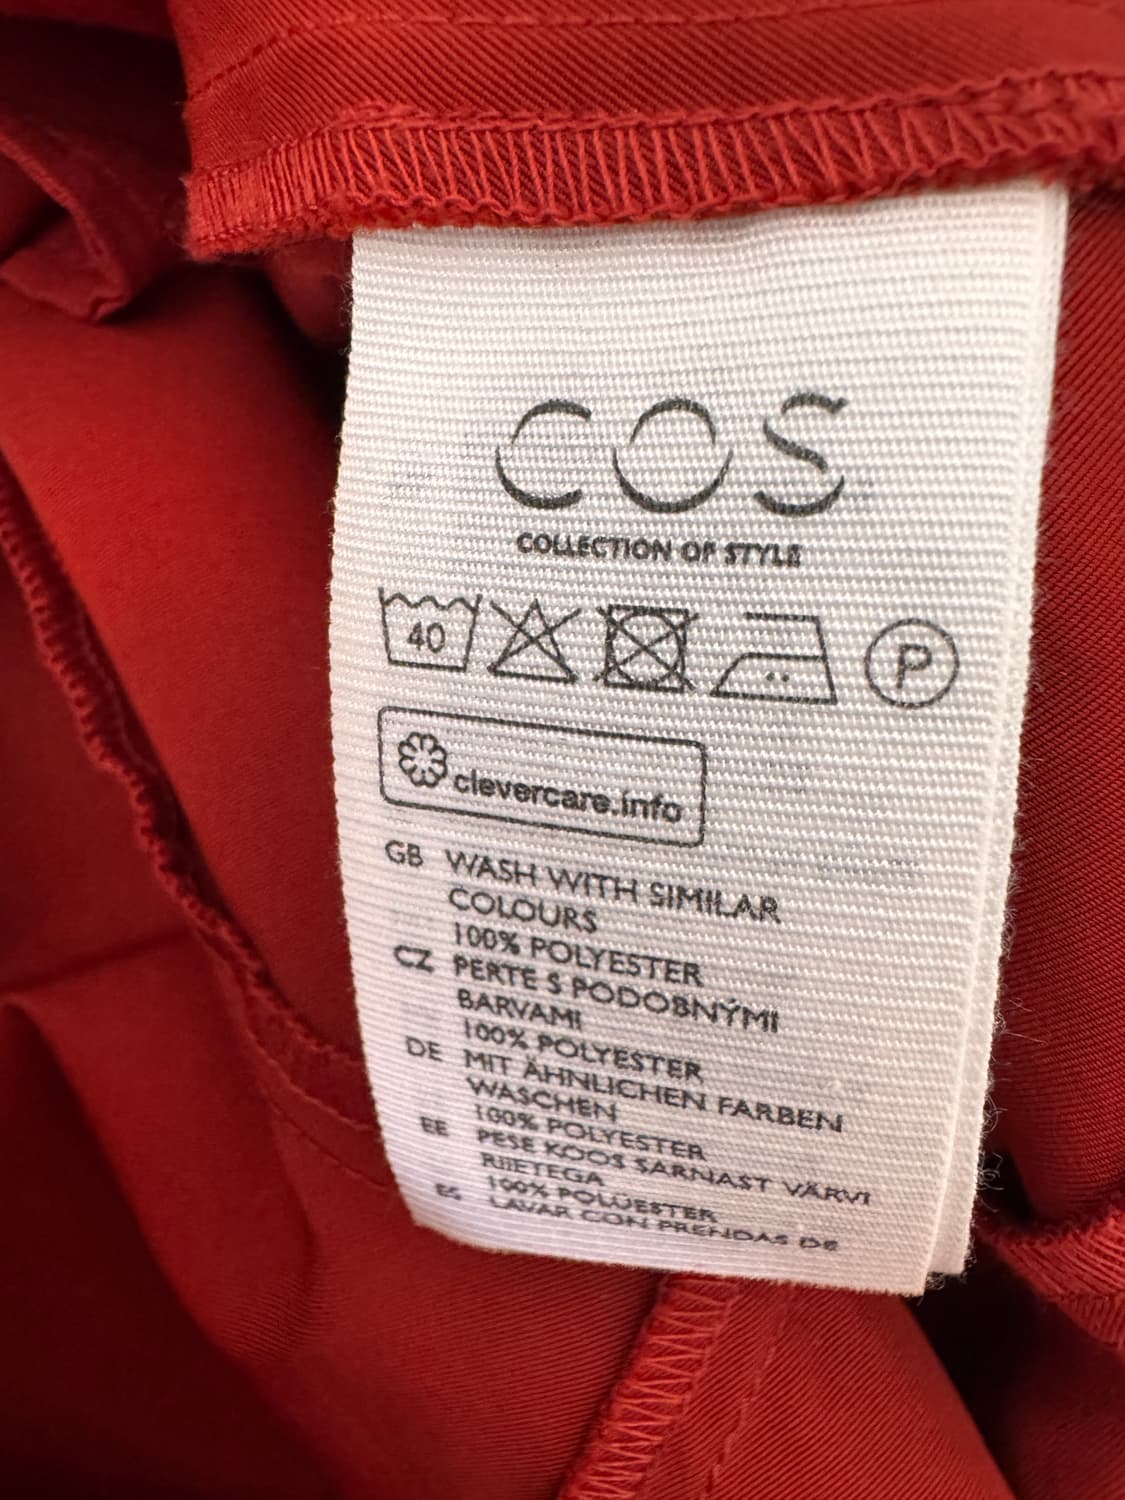 COS
COLLECTION OF STYLE
40
P
clevercare.info
GB WASH WITH SIMILAR
COLOURS
100% POLYESTER
CZ PERTE S PODOBNÝMI
BARVAMI
100% POLYESTER
DE MIT ÄHNLICHEN FARBEN
WASCHEN
100% POLYESTER
EE PESE KOOS SARNAST VÄRVI
RIIETEGA
100% POLÜESTER
ES LAVAR CON PRENDAS DE